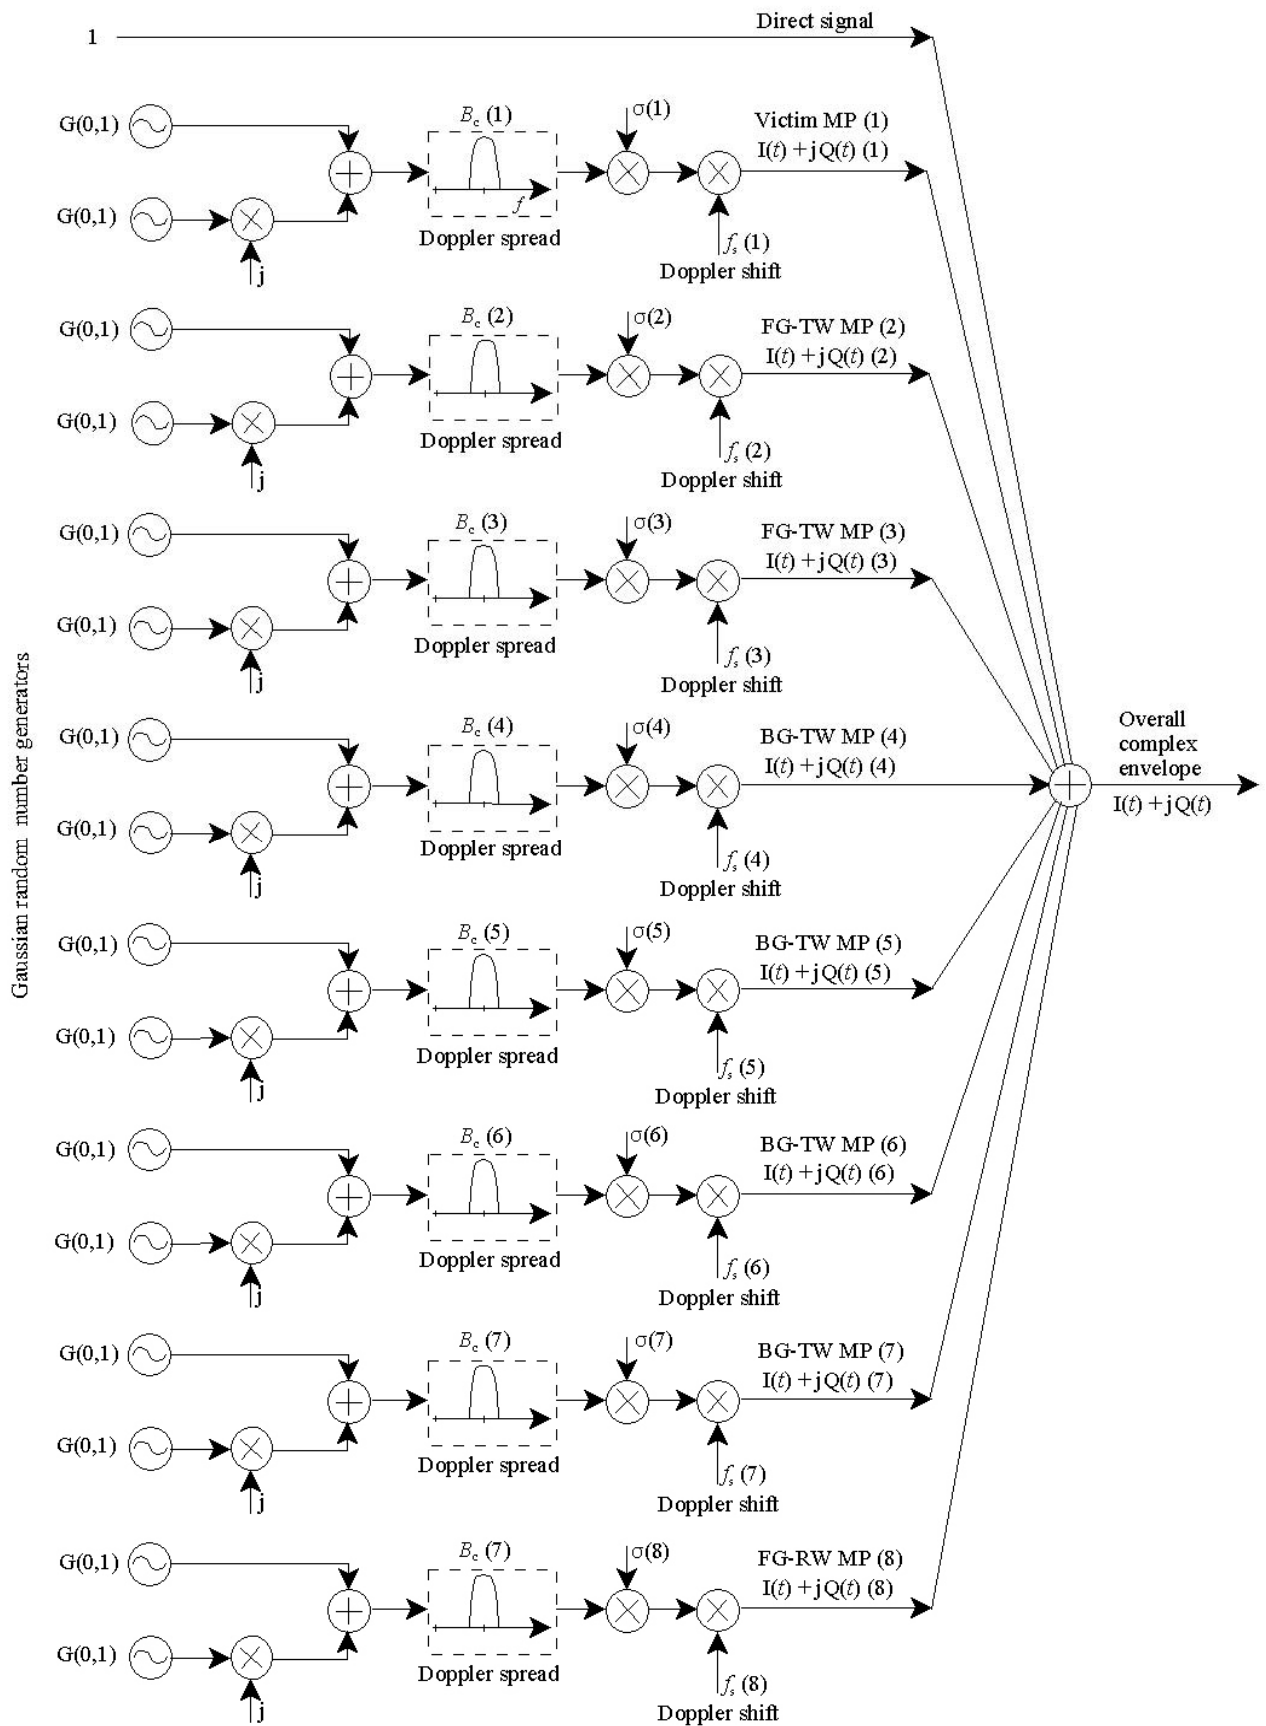 Direct signal
1
Gaussian random number generators
G(0,1)
B_c (1)
σ(1)
Victim MP (1)
I(t) + jQ(t) (1)
G(0,1)
j
f
Doppler spread
f_s (1)
Doppler shift
G(0,1)
B_c (2)
σ(2)
FG-TW MP (2)
I(t) + jQ(t) (2)
G(0,1)
j
Doppler spread
f_s (2)
Doppler shift
G(0,1)
B_c (3)
σ(3)
FG-TW MP (3)
I(t) + jQ(t) (3)
G(0,1)
j
Doppler spread
f_s (3)
Doppler shift
G(0,1)
B_c (4)
σ(4)
BG-TW MP (4)
I(t) + jQ(t) (4)
Overall
complex
envelope
I(t) + jQ(t)
G(0,1)
j
Doppler spread
f_s (4)
Doppler shift
G(0,1)
B_c (5)
σ(5)
BG-TW MP (5)
I(t) + jQ(t) (5)
G(0,1)
j
Doppler spread
f_s (5)
Doppler shift
G(0,1)
B_c (6)
σ(6)
BG-TW MP (6)
I(t) + jQ(t) (6)
G(0,1)
j
Doppler spread
f_s (6)
Doppler shift
G(0,1)
B_c (7)
σ(7)
BG-TW MP (7)
I(t) + jQ(t) (7)
G(0,1)
j
Doppler spread
f_s (7)
Doppler shift
G(0,1)
B_c (7)
σ(8)
FG-RW MP (8)
I(t) + jQ(t) (8)
G(0,1)
j
Doppler spread
f_s (8)
Doppler shift